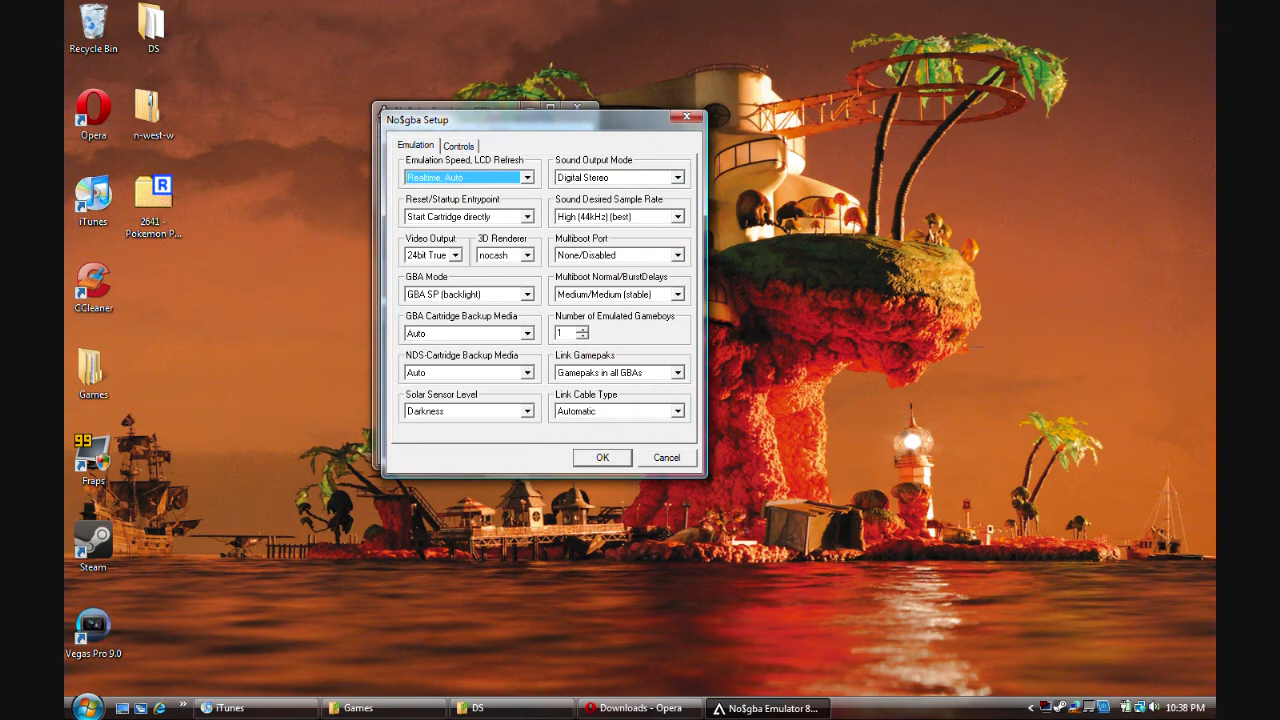 Recycle Bin
DS
Opera
n-west-w
iTunes
2641 -
Pokemon P...
CCleaner
Games
99
Fraps
Steam
Vegas Pro 9.0
No$gba Setup
Emulation
Controls
Emulation Speed, LCD Refresh
Realtime, Auto
Sound Output Mode
Digital Stereo
Reset/Startup Entrypoint
Start Cartridge directly
Sound Desired Sample Rate
High (44kHz) (best)
Video Output
24bit True
3D Renderer
nocash
Multiboot Port
None/Disabled
GBA Mode
GBA SP (backlight)
Multiboot Normal/BurstDelays
Medium/Medium (stable)
GBA Cartridge Backup Media
Auto
Number of Emulated Gameboys
1
NDS-Cartridge Backup Media
Auto
Link Gamepaks
Gamepaks in all GBAs
Solar Sensor Level
Darkness
Link Cable Type
Automatic
OK
Cancel
iTunes
Games
DS
Downloads - Opera
No$gba Emulator 8...
10:38 PM